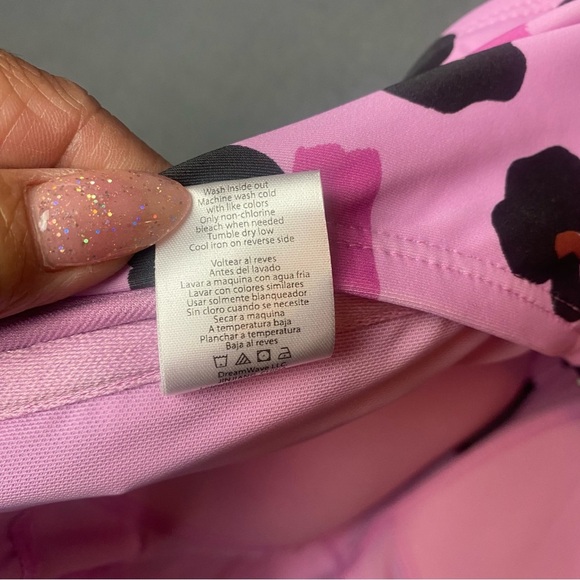 Wash inside out
Machine wash cold
with like colors
Only non-chlorine
bleach when needed
Tumble dry low
Cool iron on reverse side
Voltear al reves
Antes del lavado
Lavar a maquina con agua fria
Lavar con colores similares
Usar solmente blanqueador
Sin cloro cuando se necesite
Secar a maquina
A temperatura baja
Planchar a temperatura
Baja al reves
DreamWave LLC